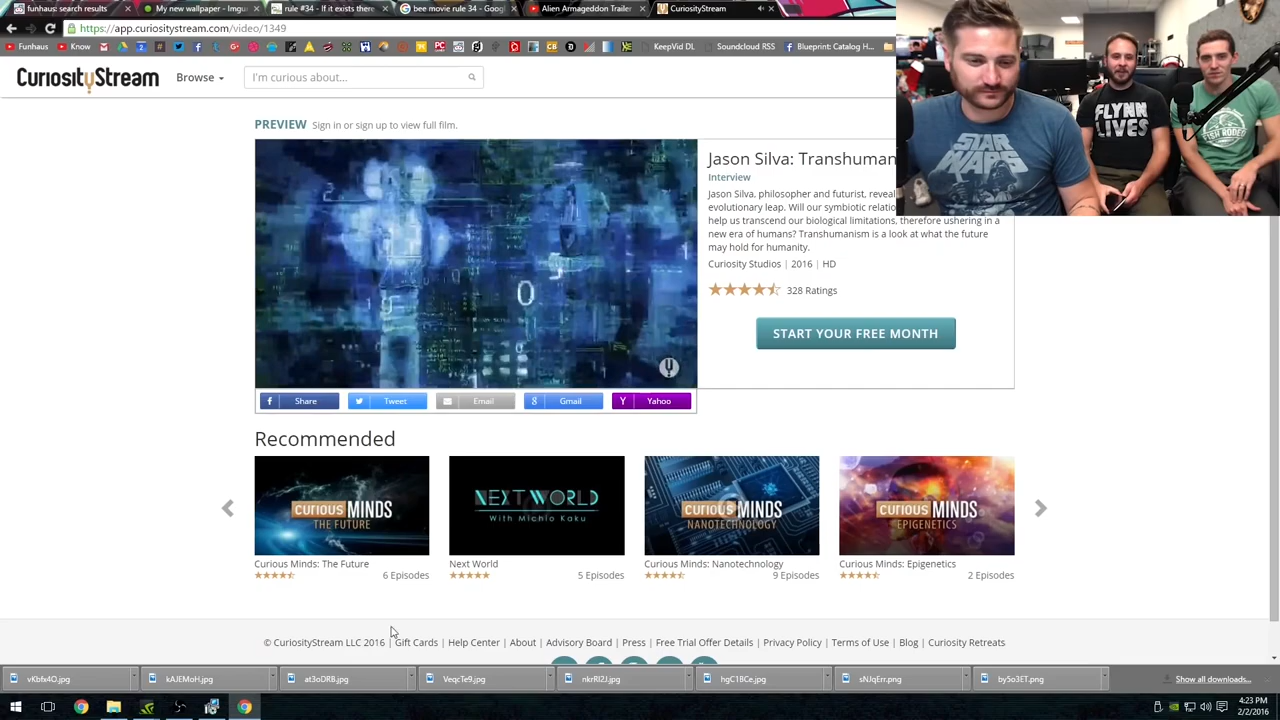 Funhaus: search results
My new wallpaper - Imgu
rule #34 - If it exists there
bee movie rule 34 - Goog
Alien Armageddon Trailer
CuriosityStream
https://app.curiositystream.com/video/1349
Funhaus
Know
KeepVid DL
Soundcloud RSS
Blueprint: Catalog H...
CuriosityStream
Browse
I'm curious about...
PREVIEW Sign in or sign up to view full film.
Jason Silva: Transhuman
Interview
Jason Silva, philosopher and futurist, reveal
evolutionary leap. Will our symbiotic relatio
help us transcend our biological limitations, therefore ushering in a
new era of humans? Transhumanism is a look at what the future
may hold for humanity.
Curiosity Studios | 2016 | HD
328 Ratings
START YOUR FREE MONTH
0
Share
Tweet
Email
Gmail
Yahoo
STAR WARS
FLYNN LIVES
FISH RODEO
Recommended
CURIOUS MINDS
THE FUTURE
NEXT WORLD
With Michio Kaku
CURIOUS MINDS
NANOTECHNOLOGY
CURIOUS MINDS
EPIGENETICS
Curious Minds: The Future
6 Episodes
Next World
5 Episodes
Curious Minds: Nanotechnology
9 Episodes
Curious Minds: Epigenetics
2 Episodes
© CuriosityStream LLC 2016 | Gift Cards | Help Center | About | Advisory Board | Press | Free Trial Offer Details | Privacy Policy | Terms of Use | Blog | Curiosity Retreats
vKbfx4O.jpg
kAJEMoH.jpg
at3oORB.jpg
VeqcTe9.jpg
nkrRI2J.jpg
hgC1BCe.jpg
sNJqErr.png
by5o3ET.png
Show all downloads...
4:23 PM
2/2/2016